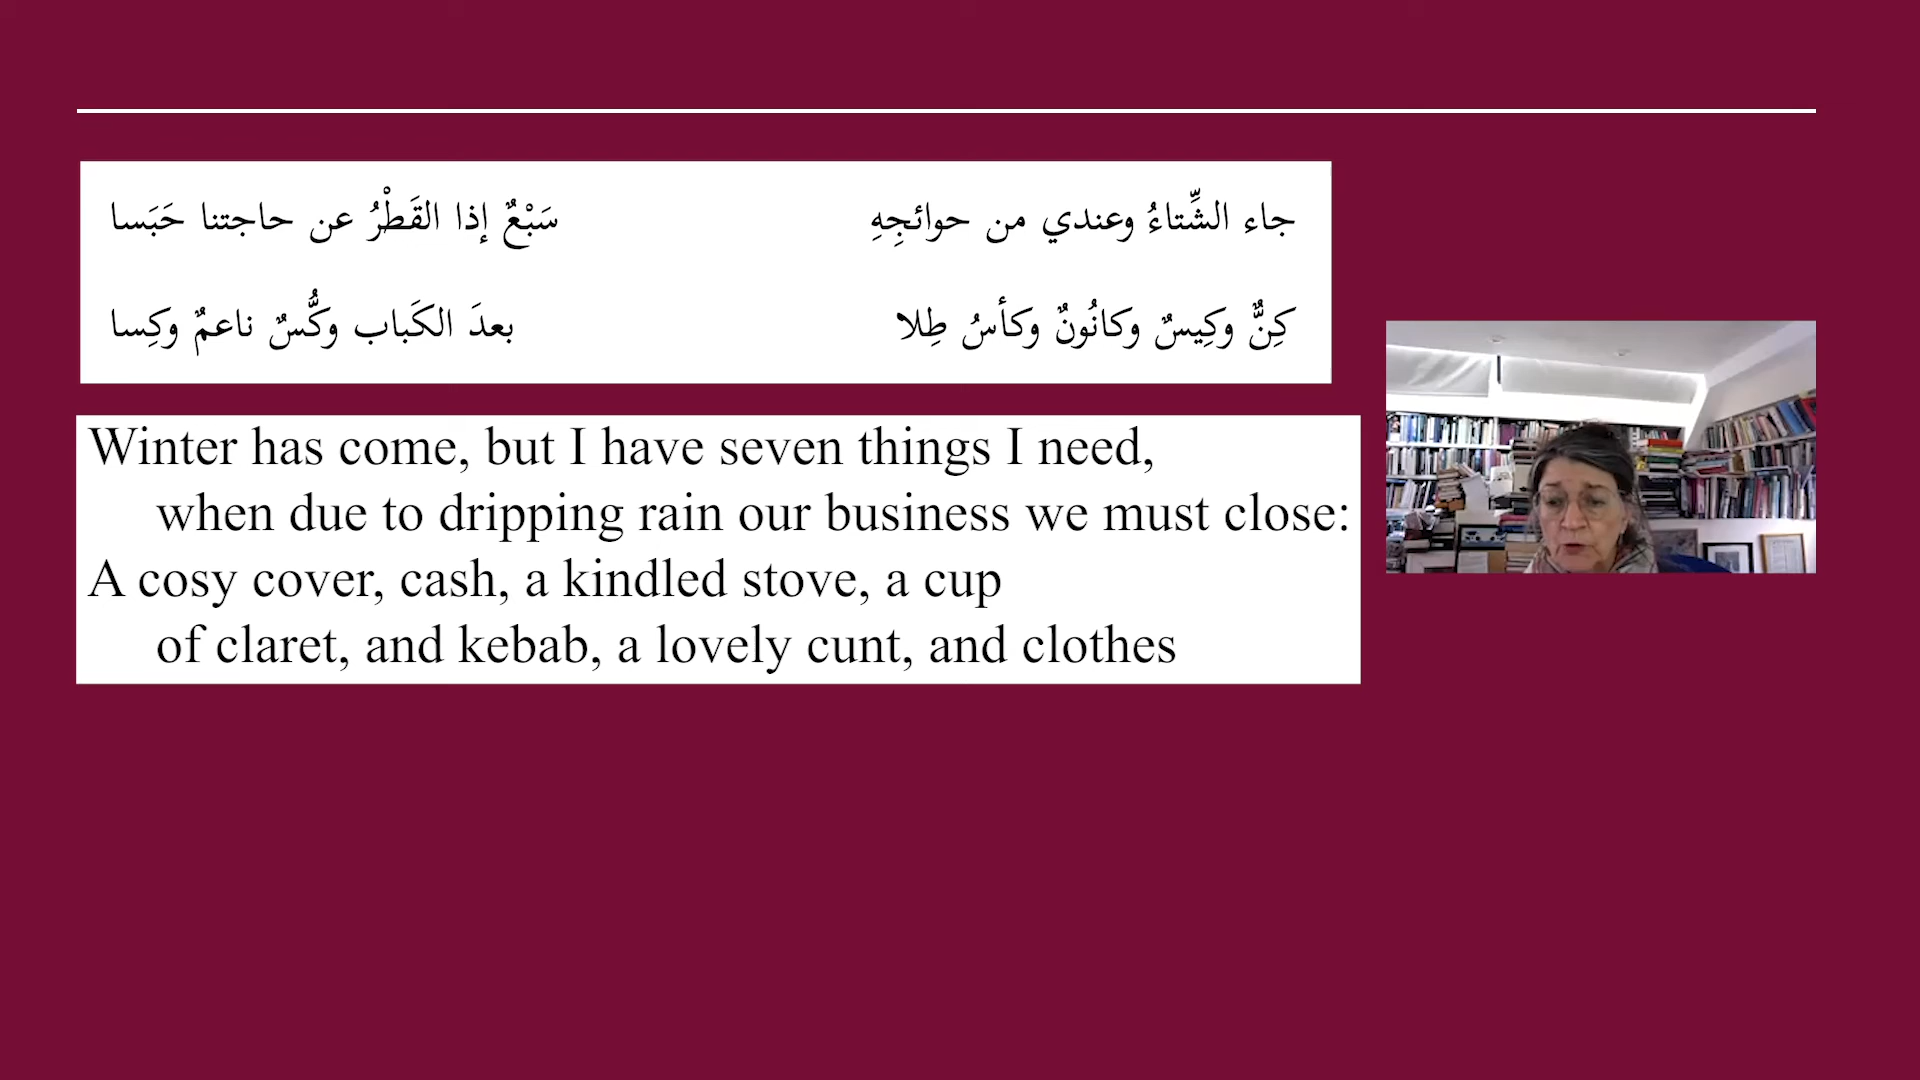 جاء الشِّتاءُ وعندي من حوائجِهِ سَبْعٌ إذا القَطْرُ عن حاجتنا حَبَسا
كِنٌّ وكِيسٌ وكانُونٌ وكأسُ طِلا بعدَ الكَباب وكُّسٌ ناعمٌ وكِسا
Winter has come, but I have seven things I need,
when due to dripping rain our business we must close:
A cosy cover, cash, a kindled stove, a cup
of claret, and kebab, a lovely cunt, and clothes